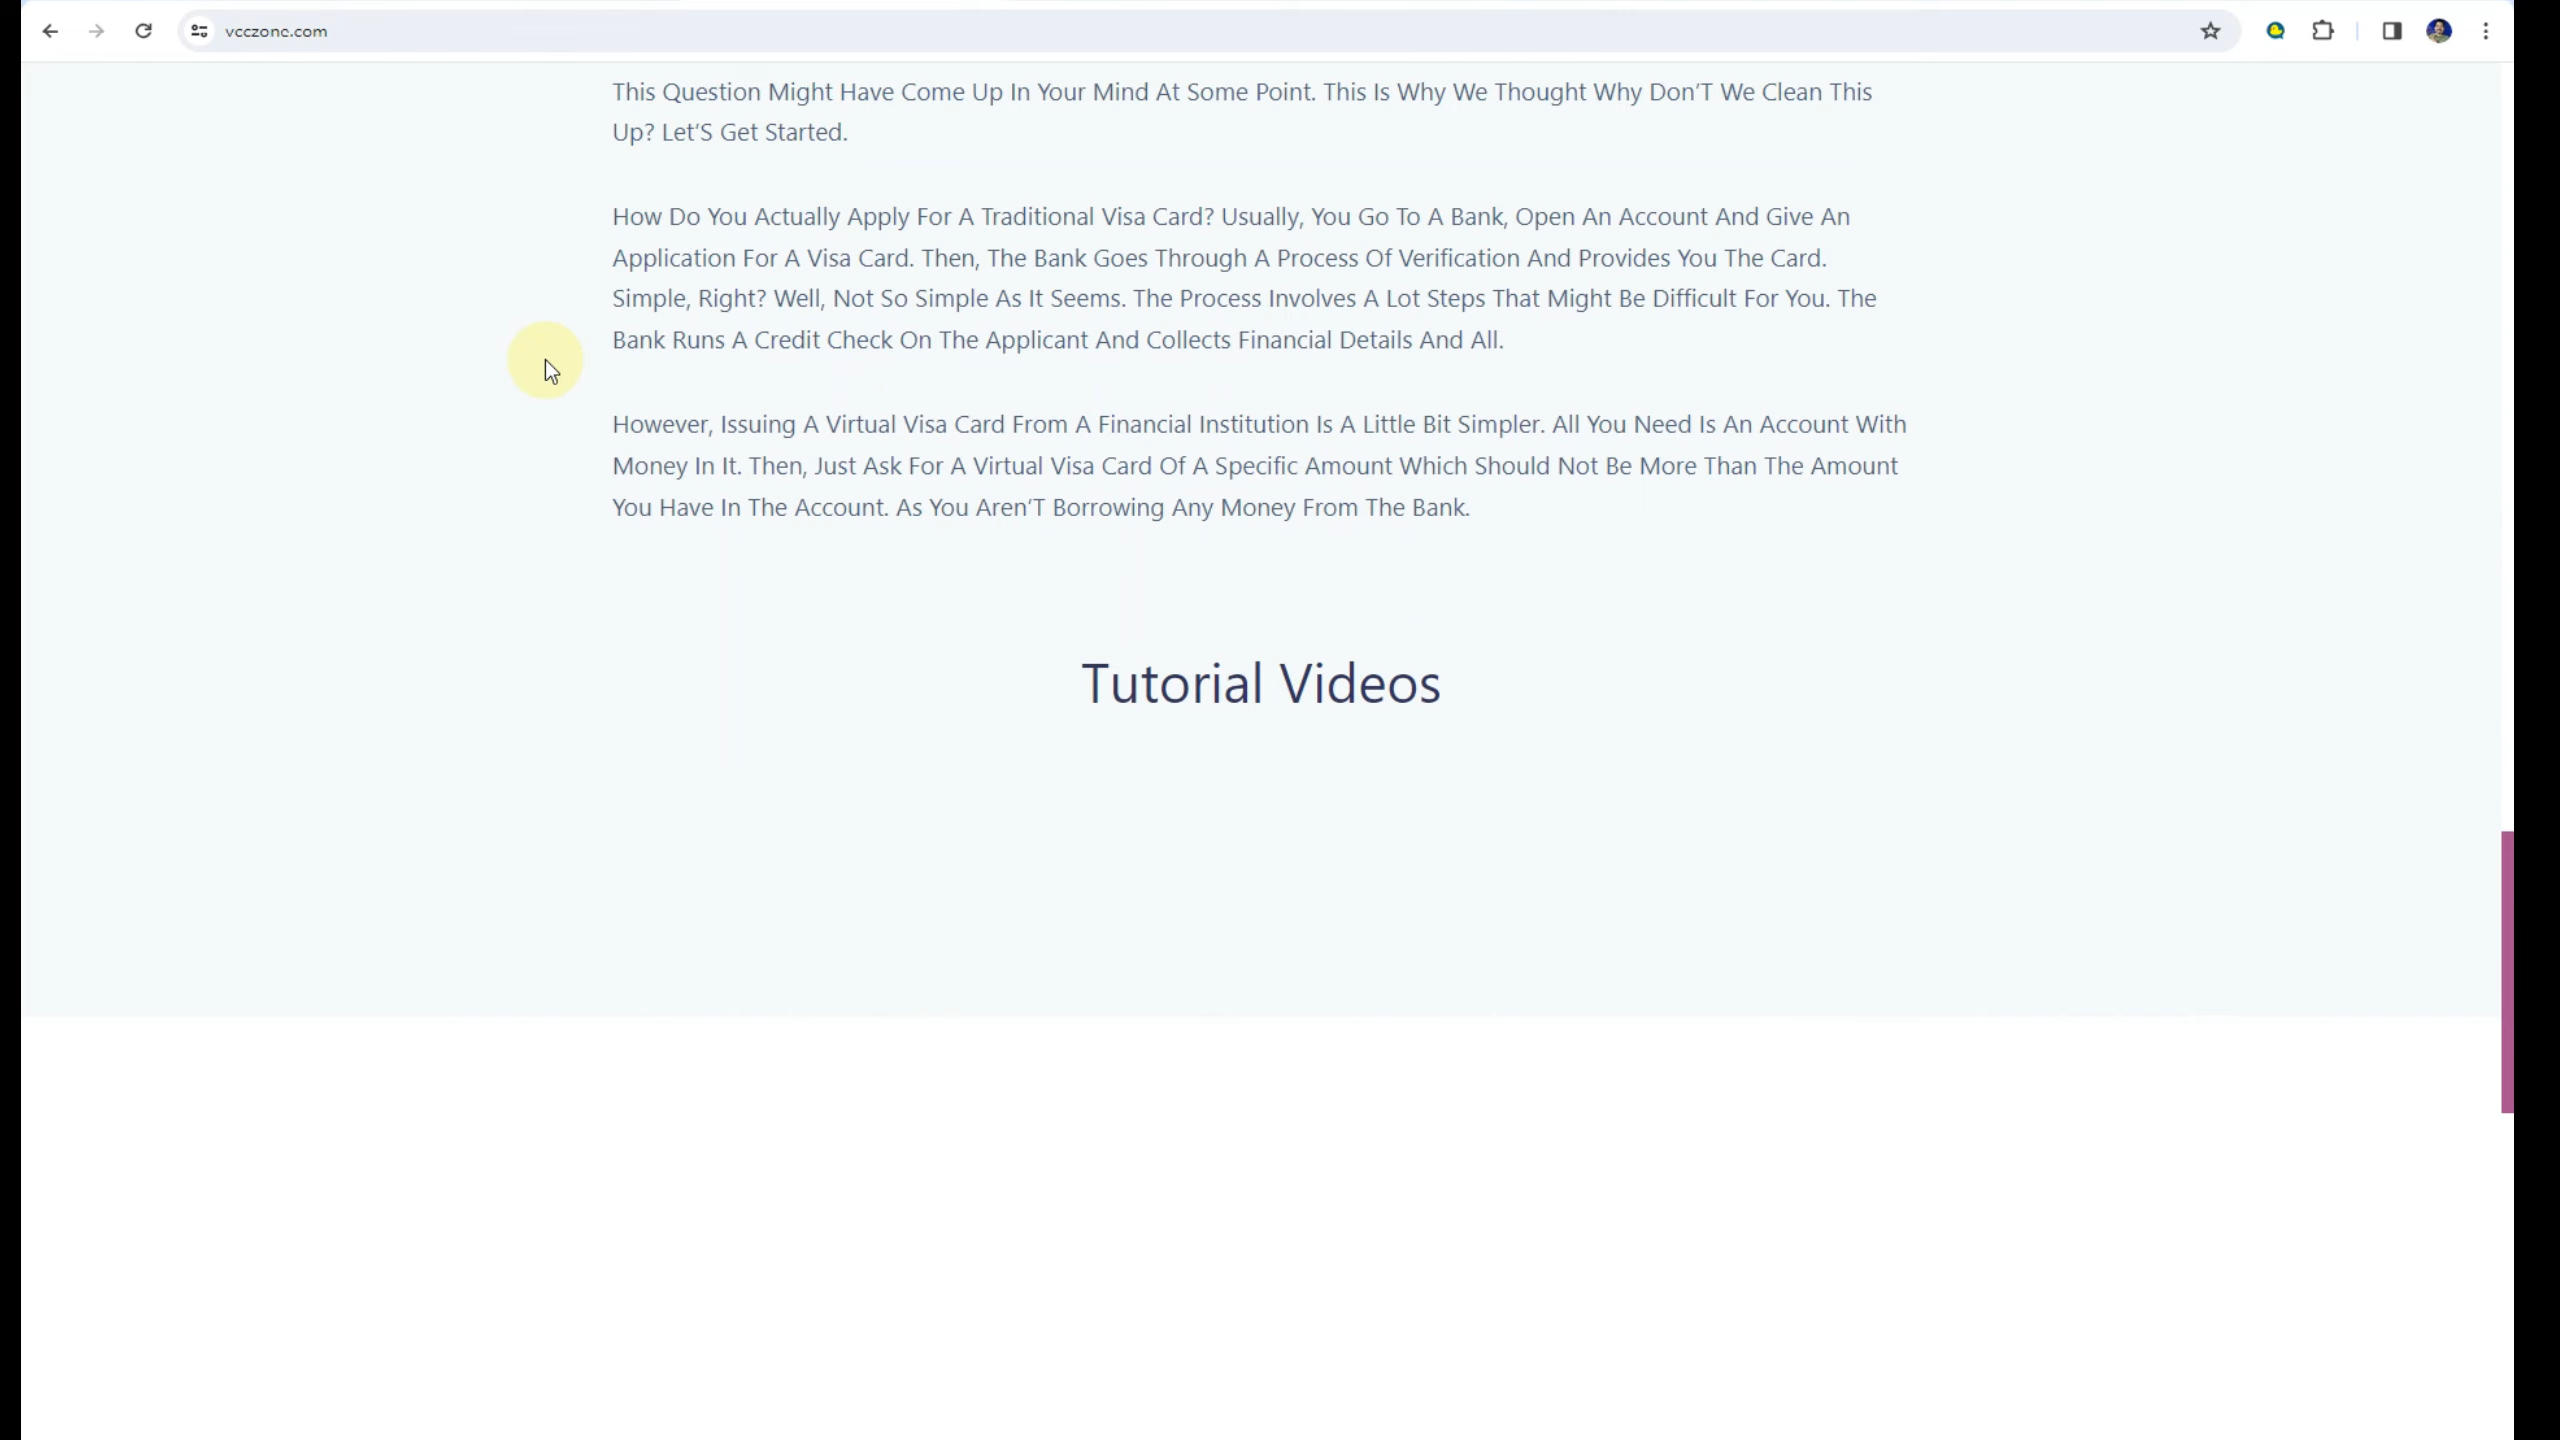 vcczone.com
This Question Might Have Come Up In Your Mind At Some Point. This Is Why We Thought Why Don’T We Clean This
Up? Let’S Get Started.
How Do You Actually Apply For A Traditional Visa Card? Usually, You Go To A Bank, Open An Account And Give An
Application For A Visa Card. Then, The Bank Goes Through A Process Of Verification And Provides You The Card.
Simple, Right? Well, Not So Simple As It Seems. The Process Involves A Lot Steps That Might Be Difficult For You. The
Bank Runs A Credit Check On The Applicant And Collects Financial Details And All.
However, Issuing A Virtual Visa Card From A Financial Institution Is A Little Bit Simpler. All You Need Is An Account With
Money In It. Then, Just Ask For A Virtual Visa Card Of A Specific Amount Which Should Not Be More Than The Amount
You Have In The Account. As You Aren’T Borrowing Any Money From The Bank.
Tutorial Videos